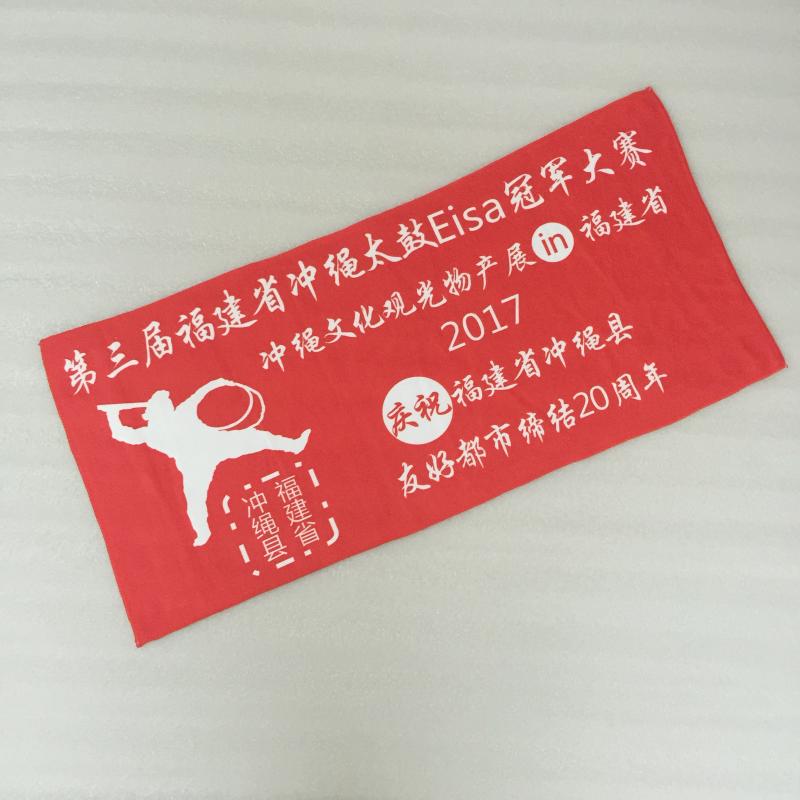 第三届福建省冲绳太鼓Eisa冠军大赛
冲绳文化观光物产展in福建省
2017
庆祝福建省冲绳县
友好都市缔结20周年
福建省
冲绳县